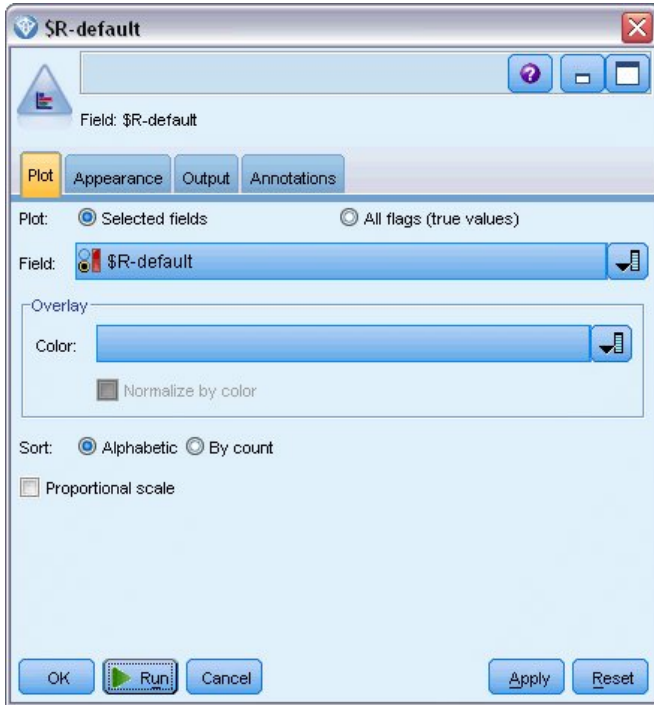 $R-default
Field: $R-default
Plot Appearance Output Annotations
Plot: Selected fields All flags (true values)
Field: $R-default
Overlay
Color:
Normalize by color
Sort: Alphabetic By count
Proportional scale
OK Run Cancel Apply Reset